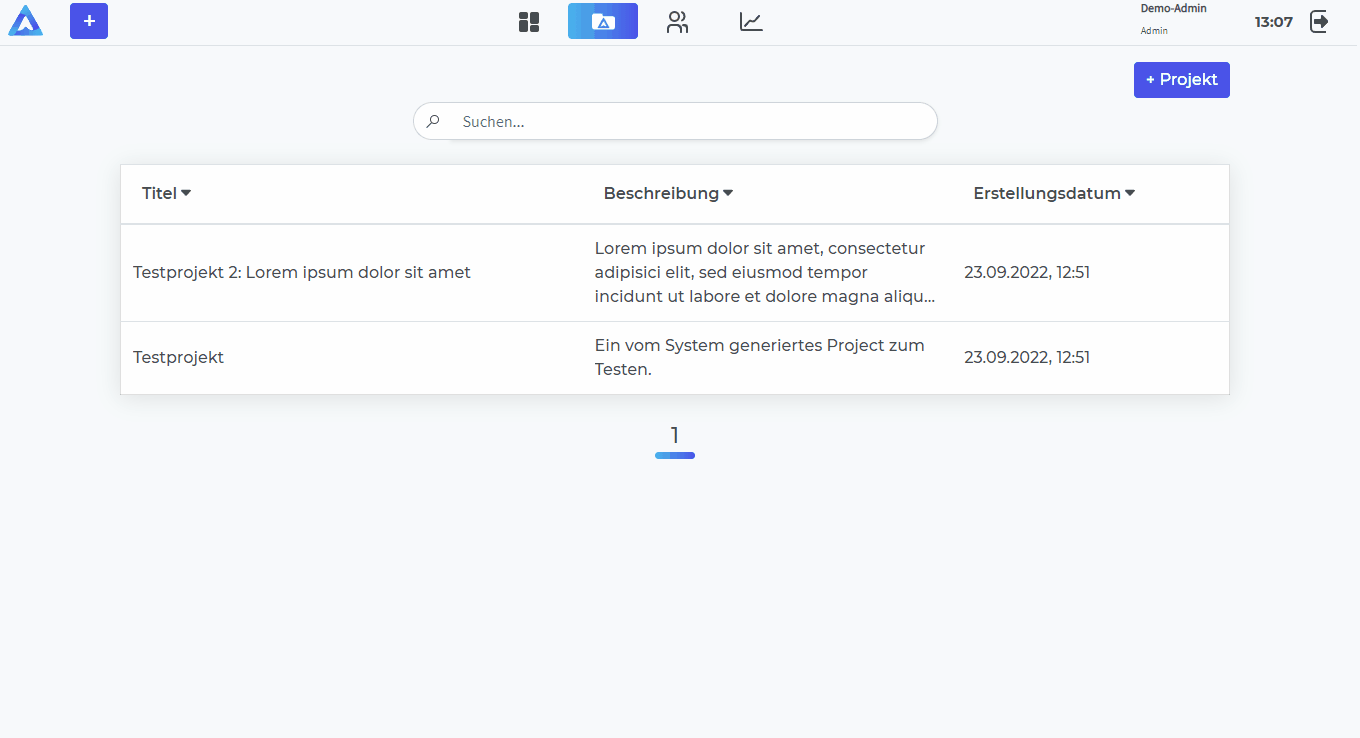 +
Demo-Admin
Admin
13:07
+ Projekt
Suchen...
Titel
Beschreibung
Erstellungsdatum
Testprojekt 2: Lorem ipsum dolor sit amet
Lorem ipsum dolor sit amet, consectetur
adipisici elit, sed eiusmod tempor
incidunt ut labore et dolore magna aliqu...
23.09.2022, 12:51
Testprojekt
Ein vom System generiertes Project zum
Testen.
23.09.2022, 12:51
1